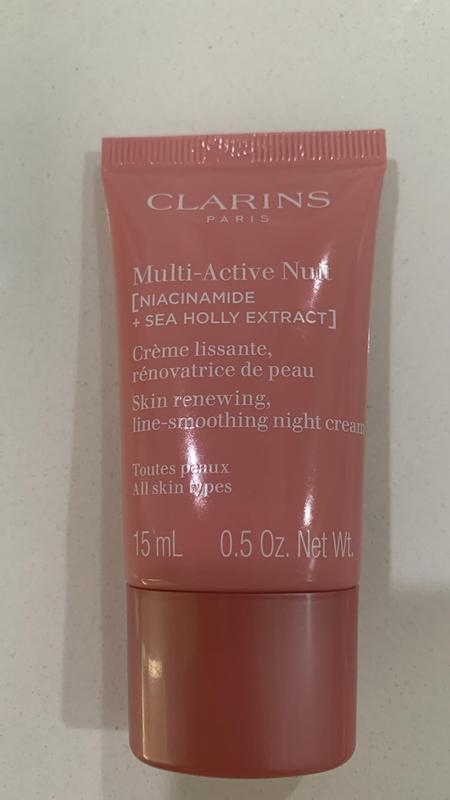 CLARINS
PARIS
Multi-Active Nuit
[NIACINAMIDE
+ SEA HOLLY EXTRACT]
Crème lissante,
rénovatrice de peau
Skin renewing,
line-smoothing night cream
Toutes peaux
All skin types
15 mL 0.5 Oz. Net Wt.